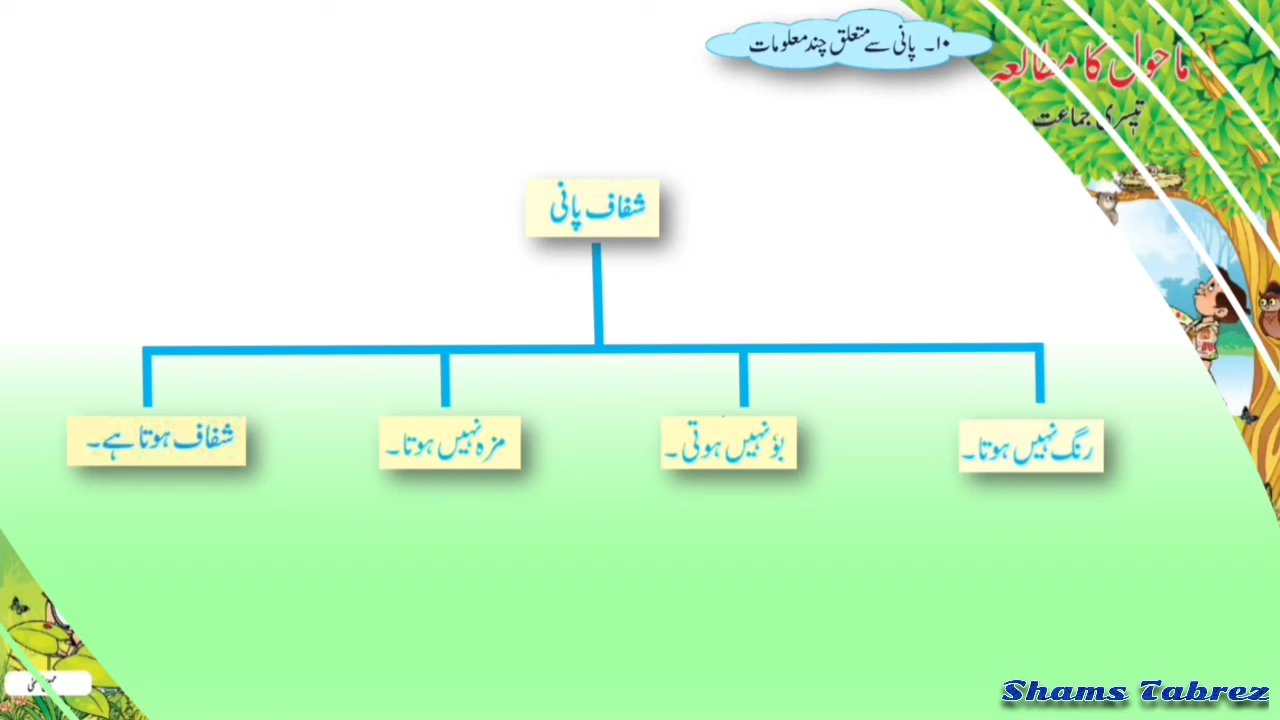 ۱۰۔ پانی سے متعلق چند معلومات
ماحول کا مطالعہ
تیسری جماعت
شفاف پانی
رنگ نہیں ہوتا۔
بوٗ نہیں ہوتی۔
مزہ نہیں ہوتا۔
شفاف ہوتا ہے۔
Shams Tabrez